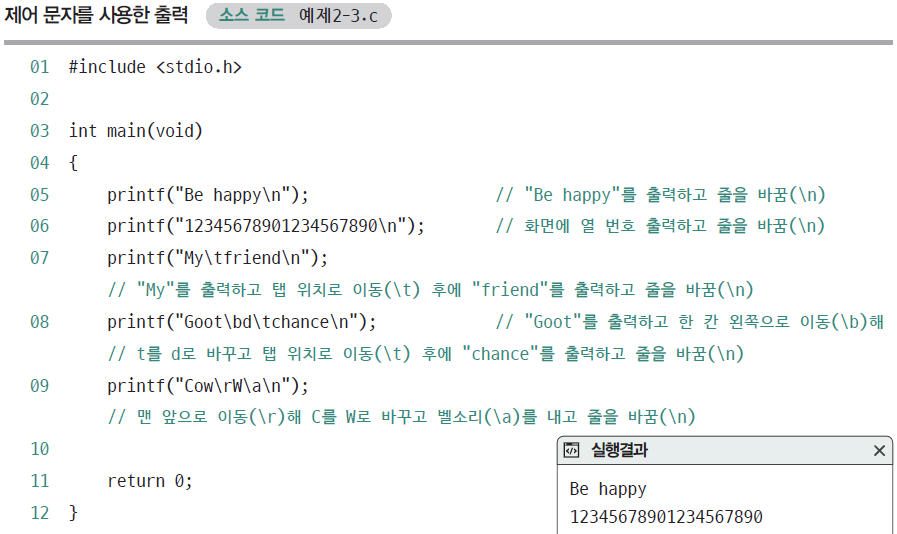 제어 문자를 사용한 출력 소스 코드 예제2-3.c
01 #include <stdio.h>
02
03 int main(void)
04 {
05 printf("Be happy\n"); // "Be happy"를 출력하고 줄을 바꿈(\n)
06 printf("12345678901234567890\n"); // 화면에 열 번호 출력하고 줄을 바꿈(\n)
07 printf("My\tfriend\n");
// "My"를 출력하고 탭 위치로 이동(\t) 후에 "friend"를 출력하고 줄을 바꿈(\n)
08 printf("Goot\bd\tchance\n"); // "Goot"를 출력하고 한 칸 왼쪽으로 이동(\b)해
// t를 d로 바꾸고 탭 위치로 이동(\t) 후에 "chance"를 출력하고 줄을 바꿈(\n)
09 printf("Cow\rW\a\n");
// 맨 앞으로 이동(\r)해 C를 W로 바꾸고 벨소리(\a)를 내고 줄을 바꿈(\n)
10
11 return 0;
12 }
실행결과
Be happy
12345678901234567890